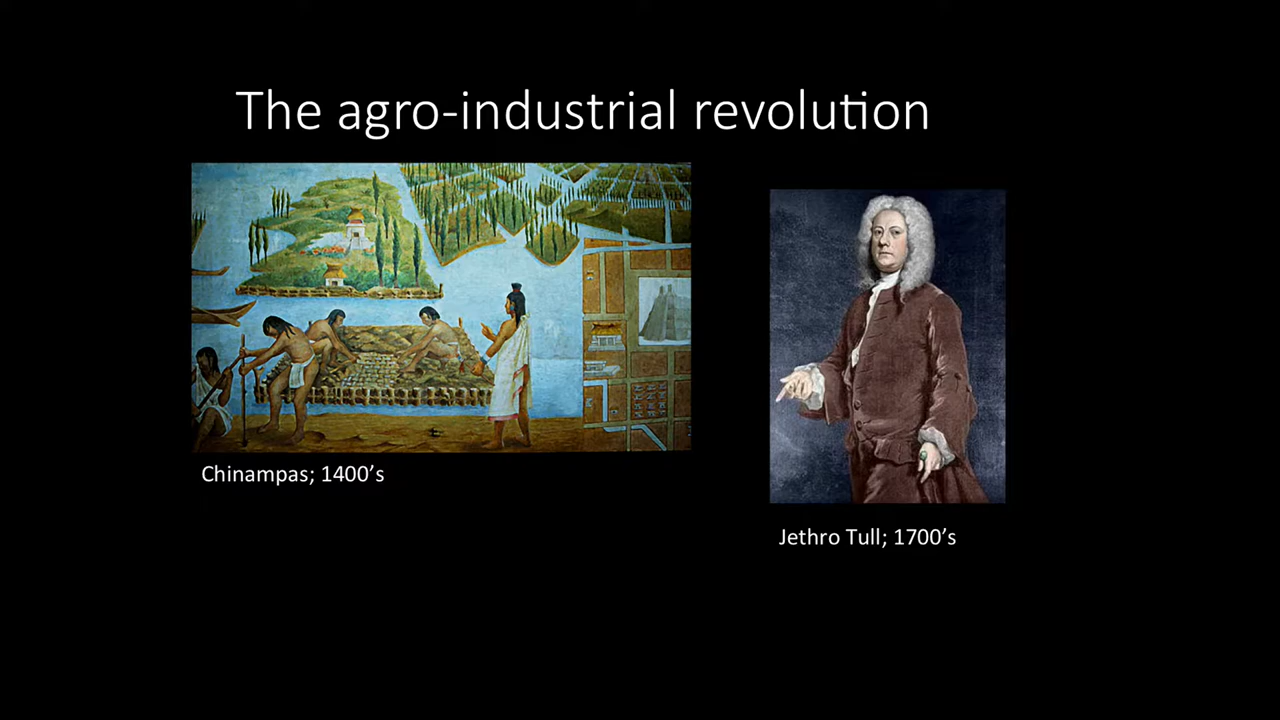 The agro-industrial revolution
Chinampas; 1400’s
Jethro Tull; 1700’s